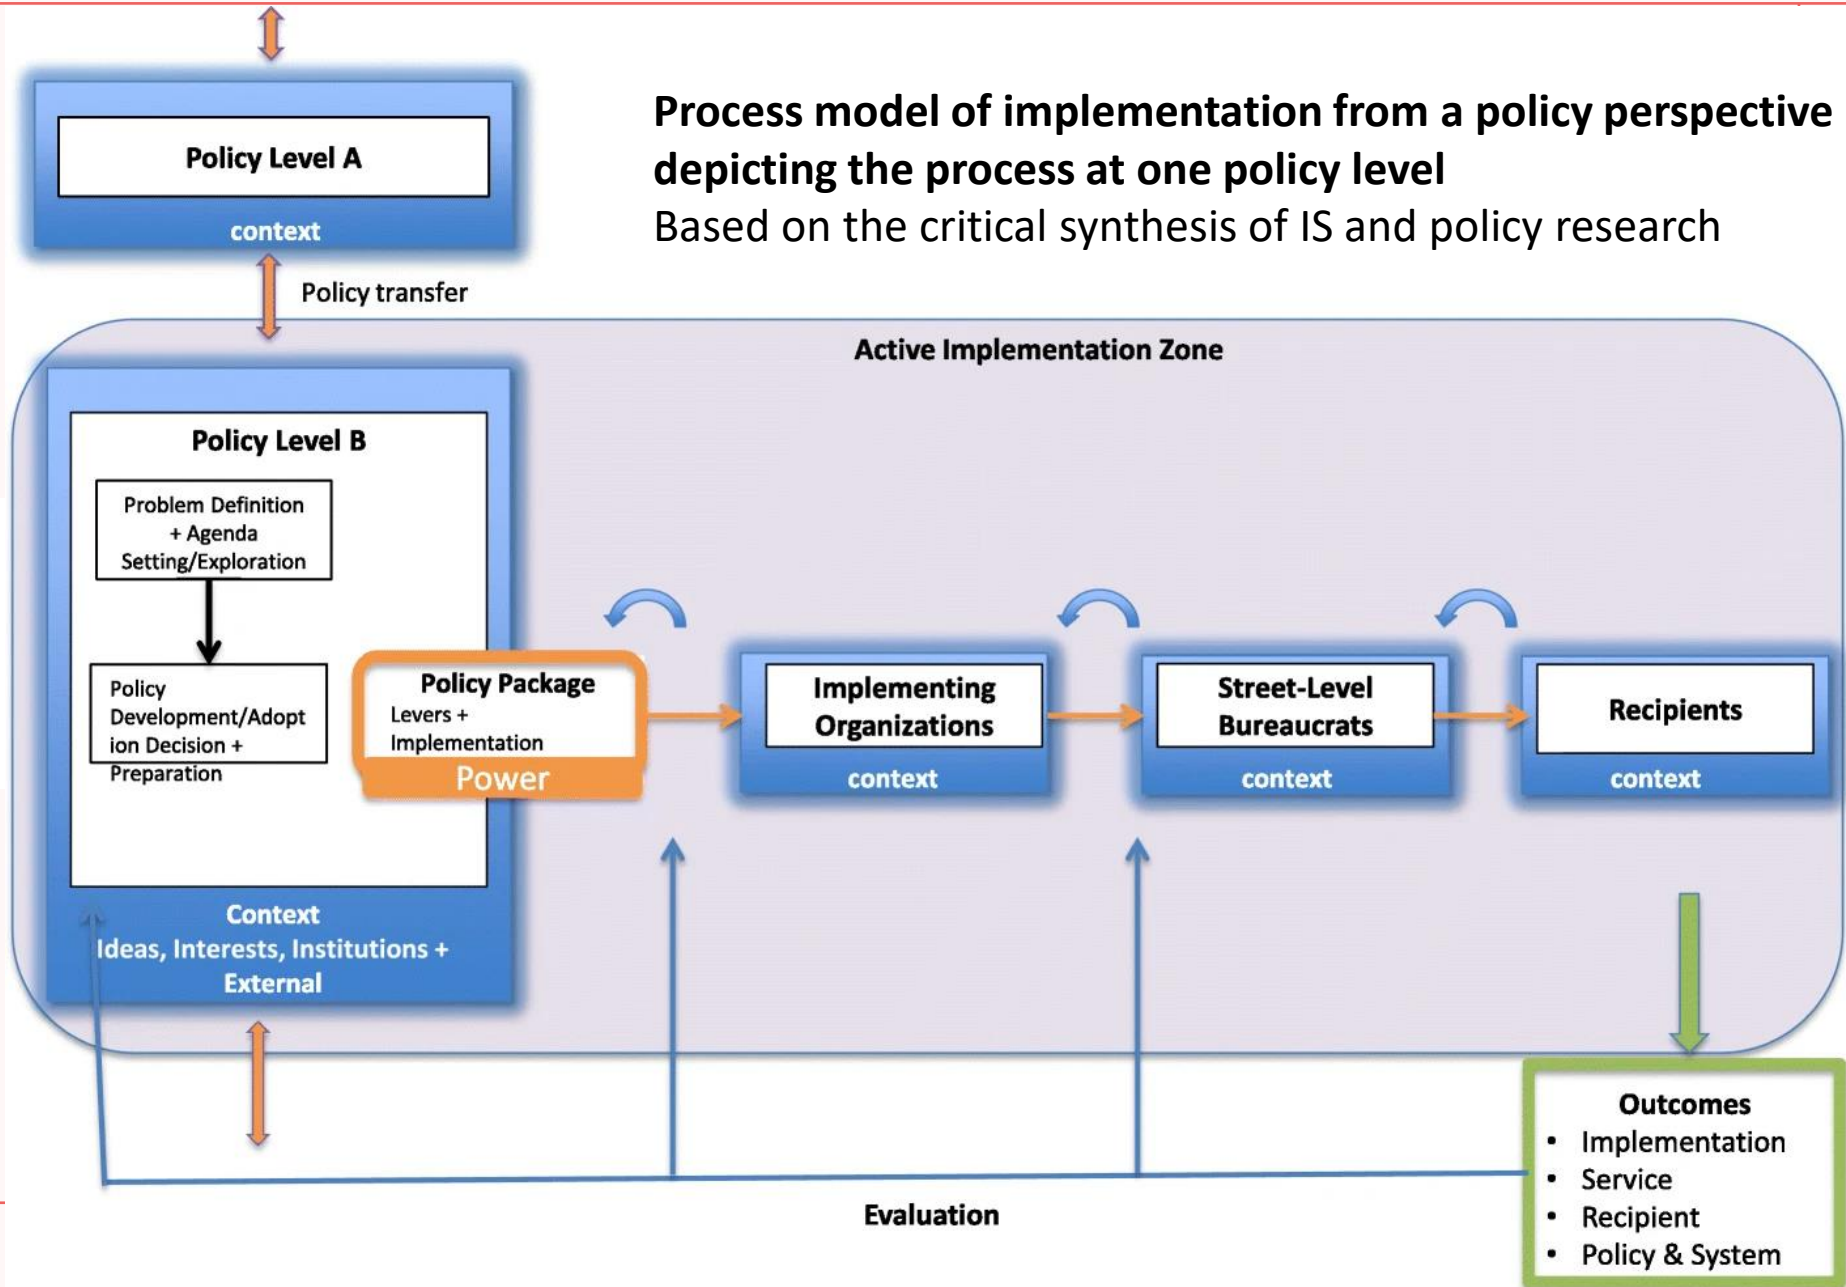 Process model of implementation from a policy perspective
depicting the process at one policy level
Based on the critical synthesis of IS and policy research
Policy Level A
context
Policy transfer
Active Implementation Zone
Policy Level B
Problem Definition
+ Agenda
Setting/Exploration
Policy
Development/Adopt
ion Decision +
Preparation
Policy Package
Levers +
Implementation
Power
Implementing
Organizations
context
Street-Level
Bureaucrats
context
Recipients
context
Context
Ideas, Interests, Institutions +
External
Outcomes
• Implementation
• Service
• Recipient
• Policy & System
Evaluation